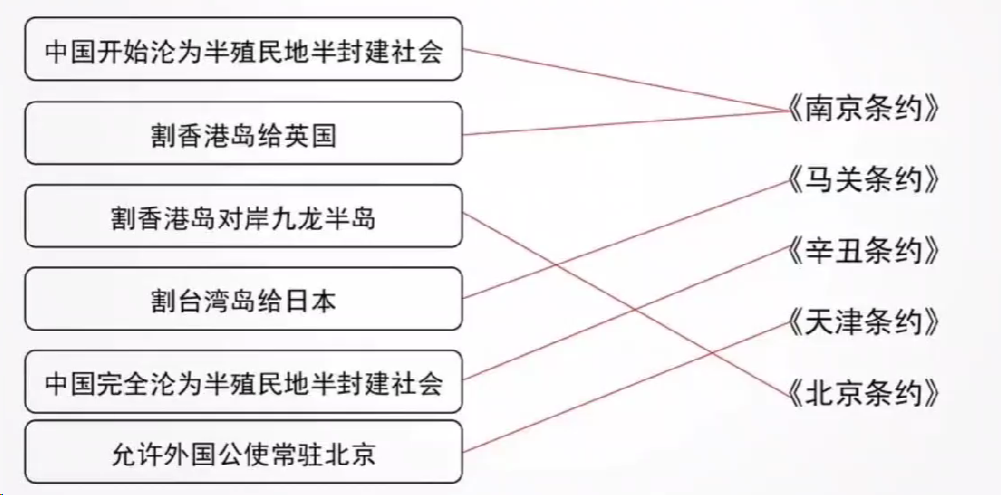 中国开始沦为半殖民地半封建社会
割香港岛给英国
割香港岛对岸九龙半岛
割台湾岛给日本
中国完全沦为半殖民地半封建社会
允许外国公使常驻北京
《南京条约》
《马关条约》
《辛丑条约》
《天津条约》
《北京条约》